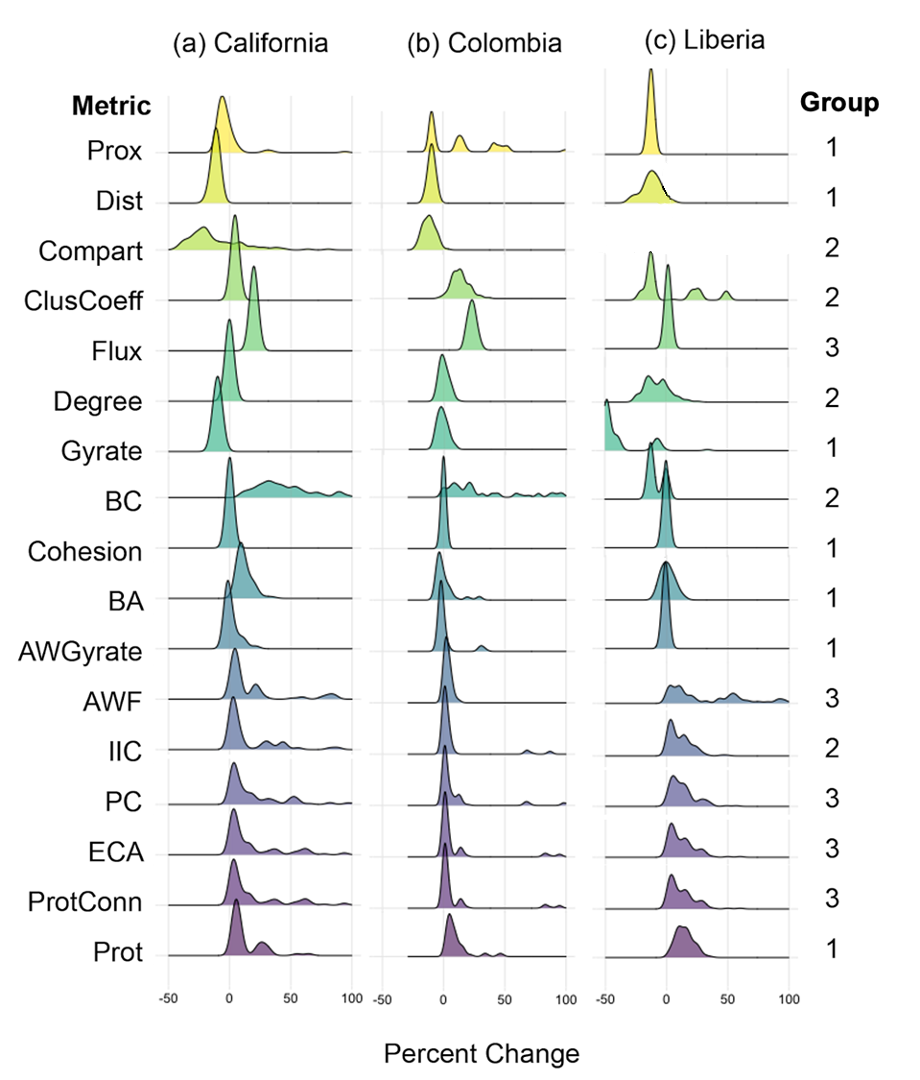 (a) California (b) Colombia (c) Liberia
Metric Group
Prox 1
Dist 1
Compart 2
ClusCoeff 2
Flux 3
Degree 2
Gyrate 1
BC 2
Cohesion 1
BA 1
AWGyrate 1
AWF 3
IIC 2
PC 3
ECA 3
ProtConn 3
Prot 1
-50 0 50 100 -50 0 50 100 -50 0 50 100
Percent Change